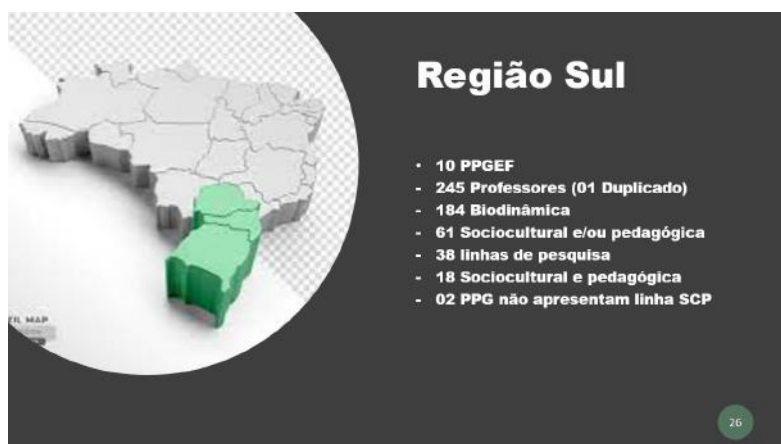 Região Sul
• 10 PPGEF
- 245 Professores (01 Duplicado)
- 184 Biodinâmica
- 61 Sociocultural e/ou pedagógica
- 38 linhas de pesquisa
- 18 Sociocultural e pedagógica
- 02 PPG não apresentam linha SCP
MAP
26